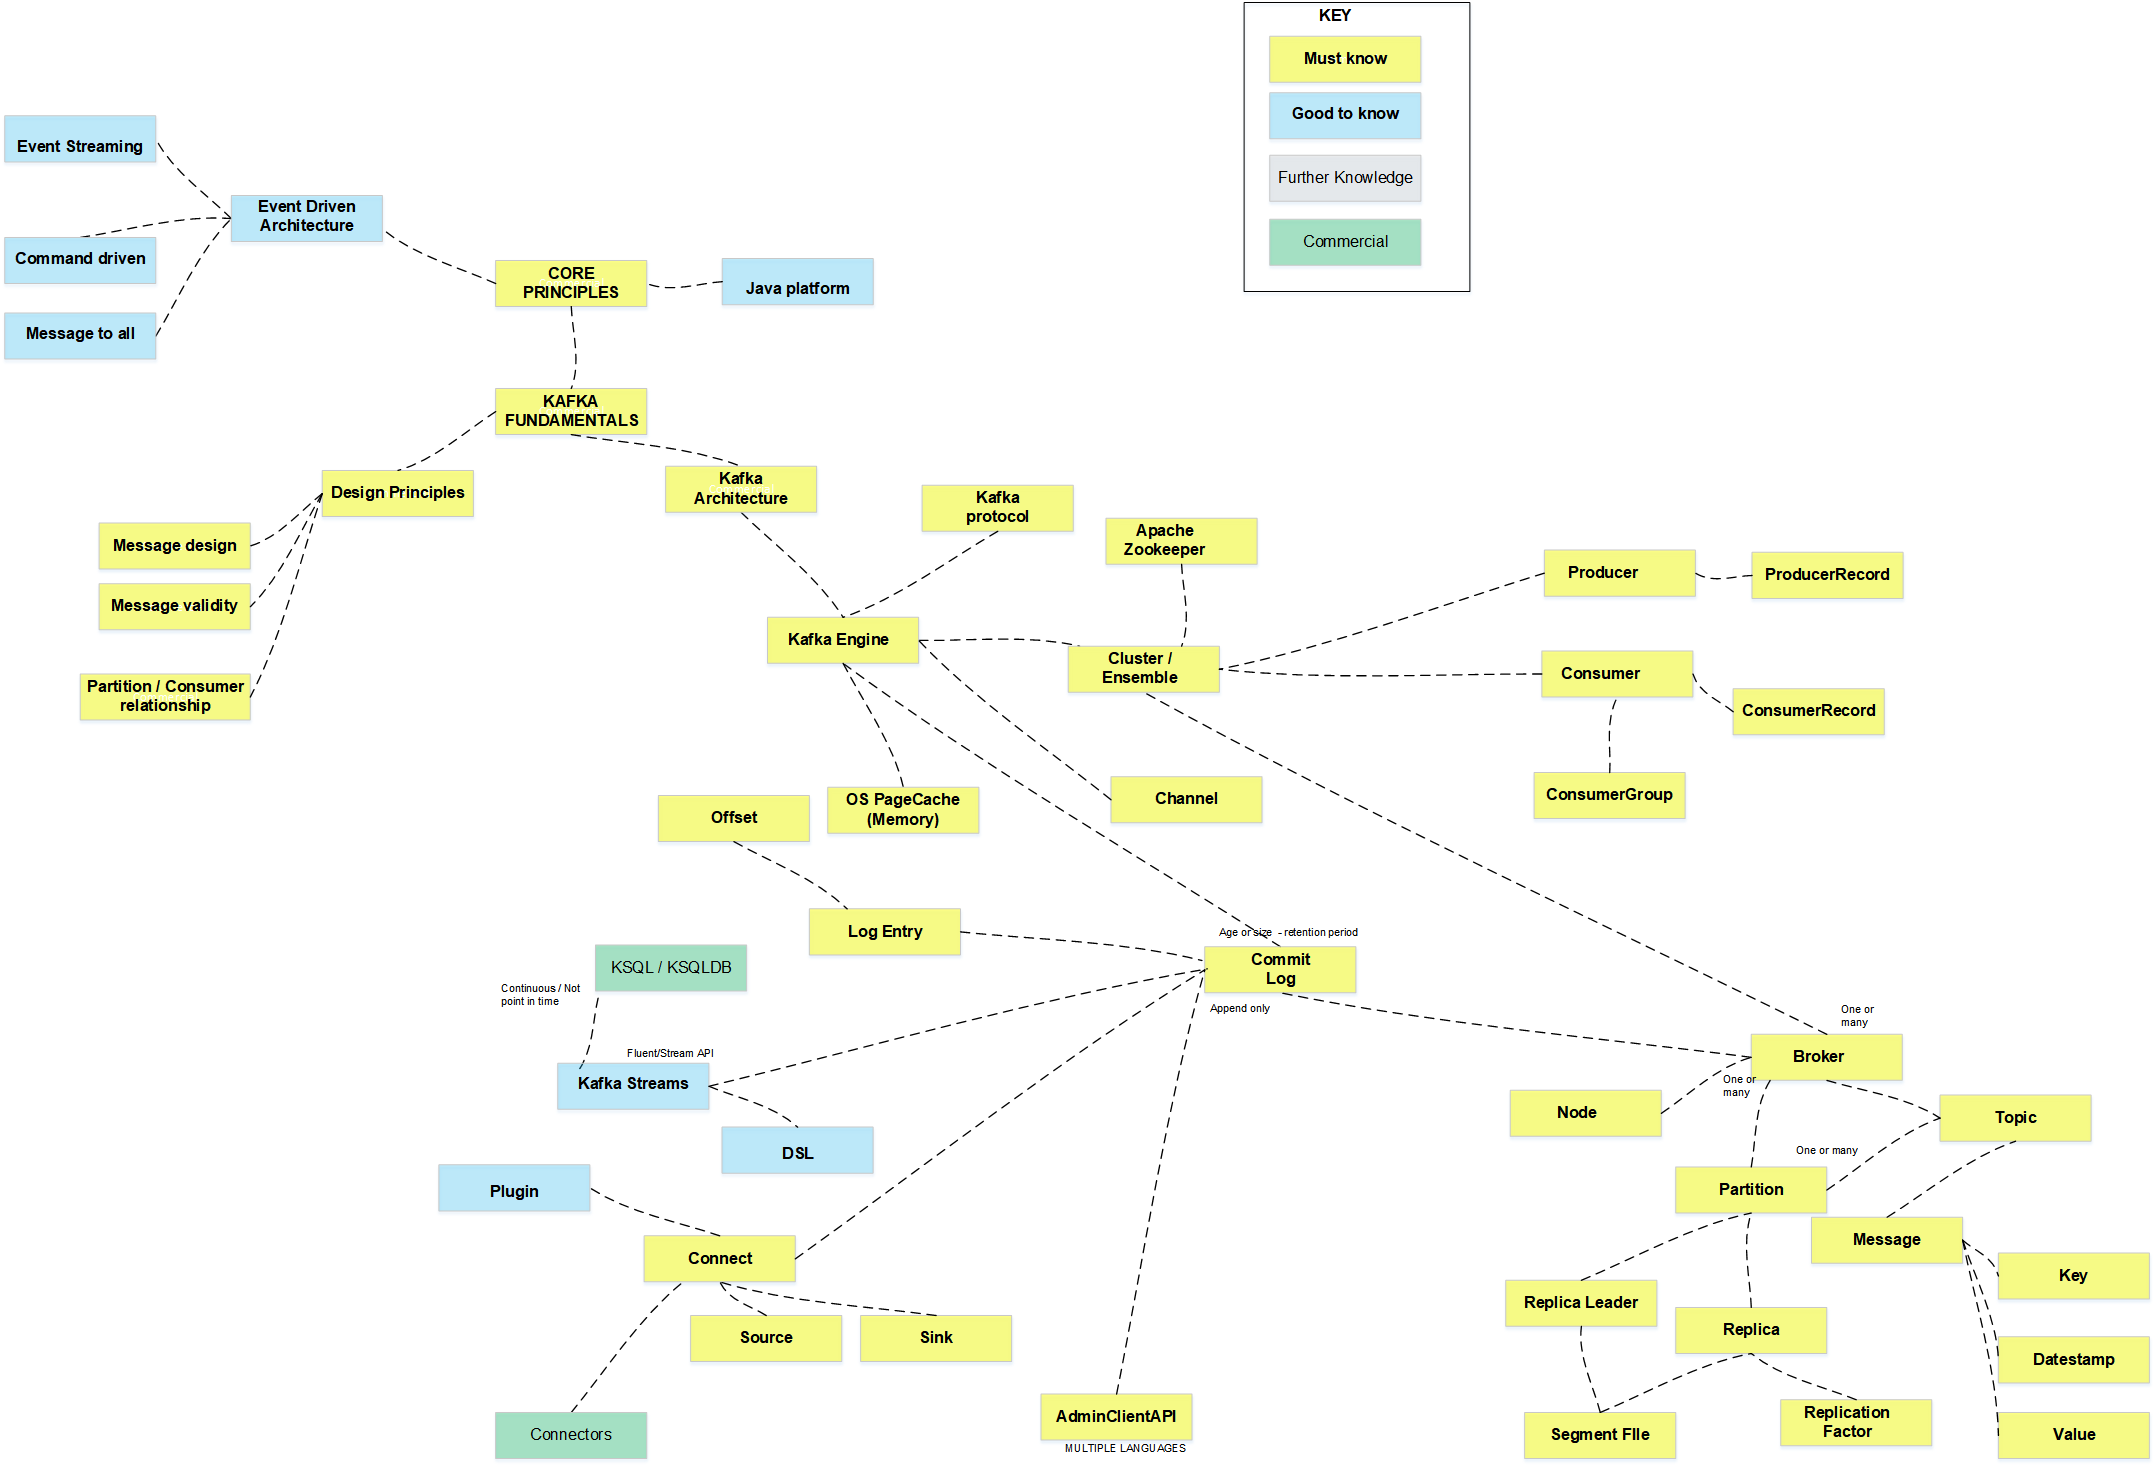 KEY
Must know
Good to know
Further Knowledge
Commercial
Event Streaming
Event Driven
Architecture
Command driven
Message to all
CORE
PRINCIPLES
Java platform
KAFKA
FUNDAMENTALS
Design Principles
Message design
Message validity
Partition / Consumer
relationship
Kafka
Architecture
Kafka
protocol
Apache
Zookeeper
Kafka Engine
Cluster /
Ensemble
Producer
ProducerRecord
Consumer
ConsumerRecord
ConsumerGroup
Channel
OS PageCache
(Memory)
Offset
Log Entry
Age or size - retention period
Commit
Log
Append only
KSQL / KSQLDB
Continuous / Not
point in time
Fluent/Stream API
Kafka Streams
DSL
Plugin
Connect
Source
Sink
Connectors
AdminClientAPI
MULTIPLE LANGUAGES
One or
many
Broker
One or
many
Node
Topic
One or many
Partition
Message
Key
Datestamp
Value
Replica Leader
Replica
Segment FIle
Replication
Factor